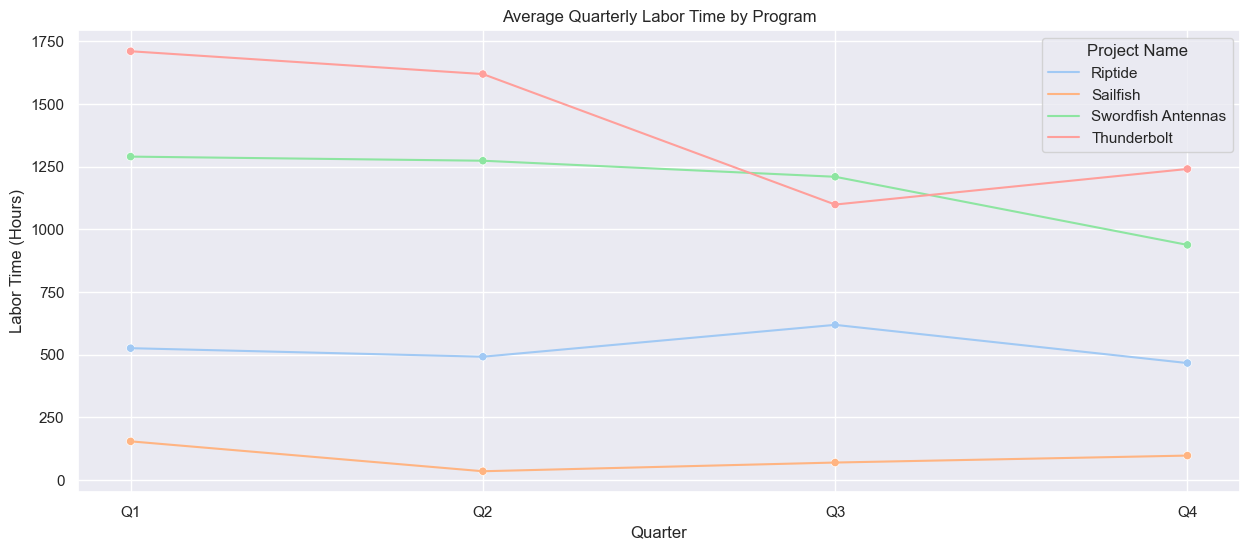 Average Quarterly Labor Time by Program
1750
1500
1250
1000
750
500
250
0
Labor Time (Hours)
Project Name
Riptide
Sailfish
Swordfish Antennas
Thunderbolt
Q1
Q2
Q3
Q4
Quarter